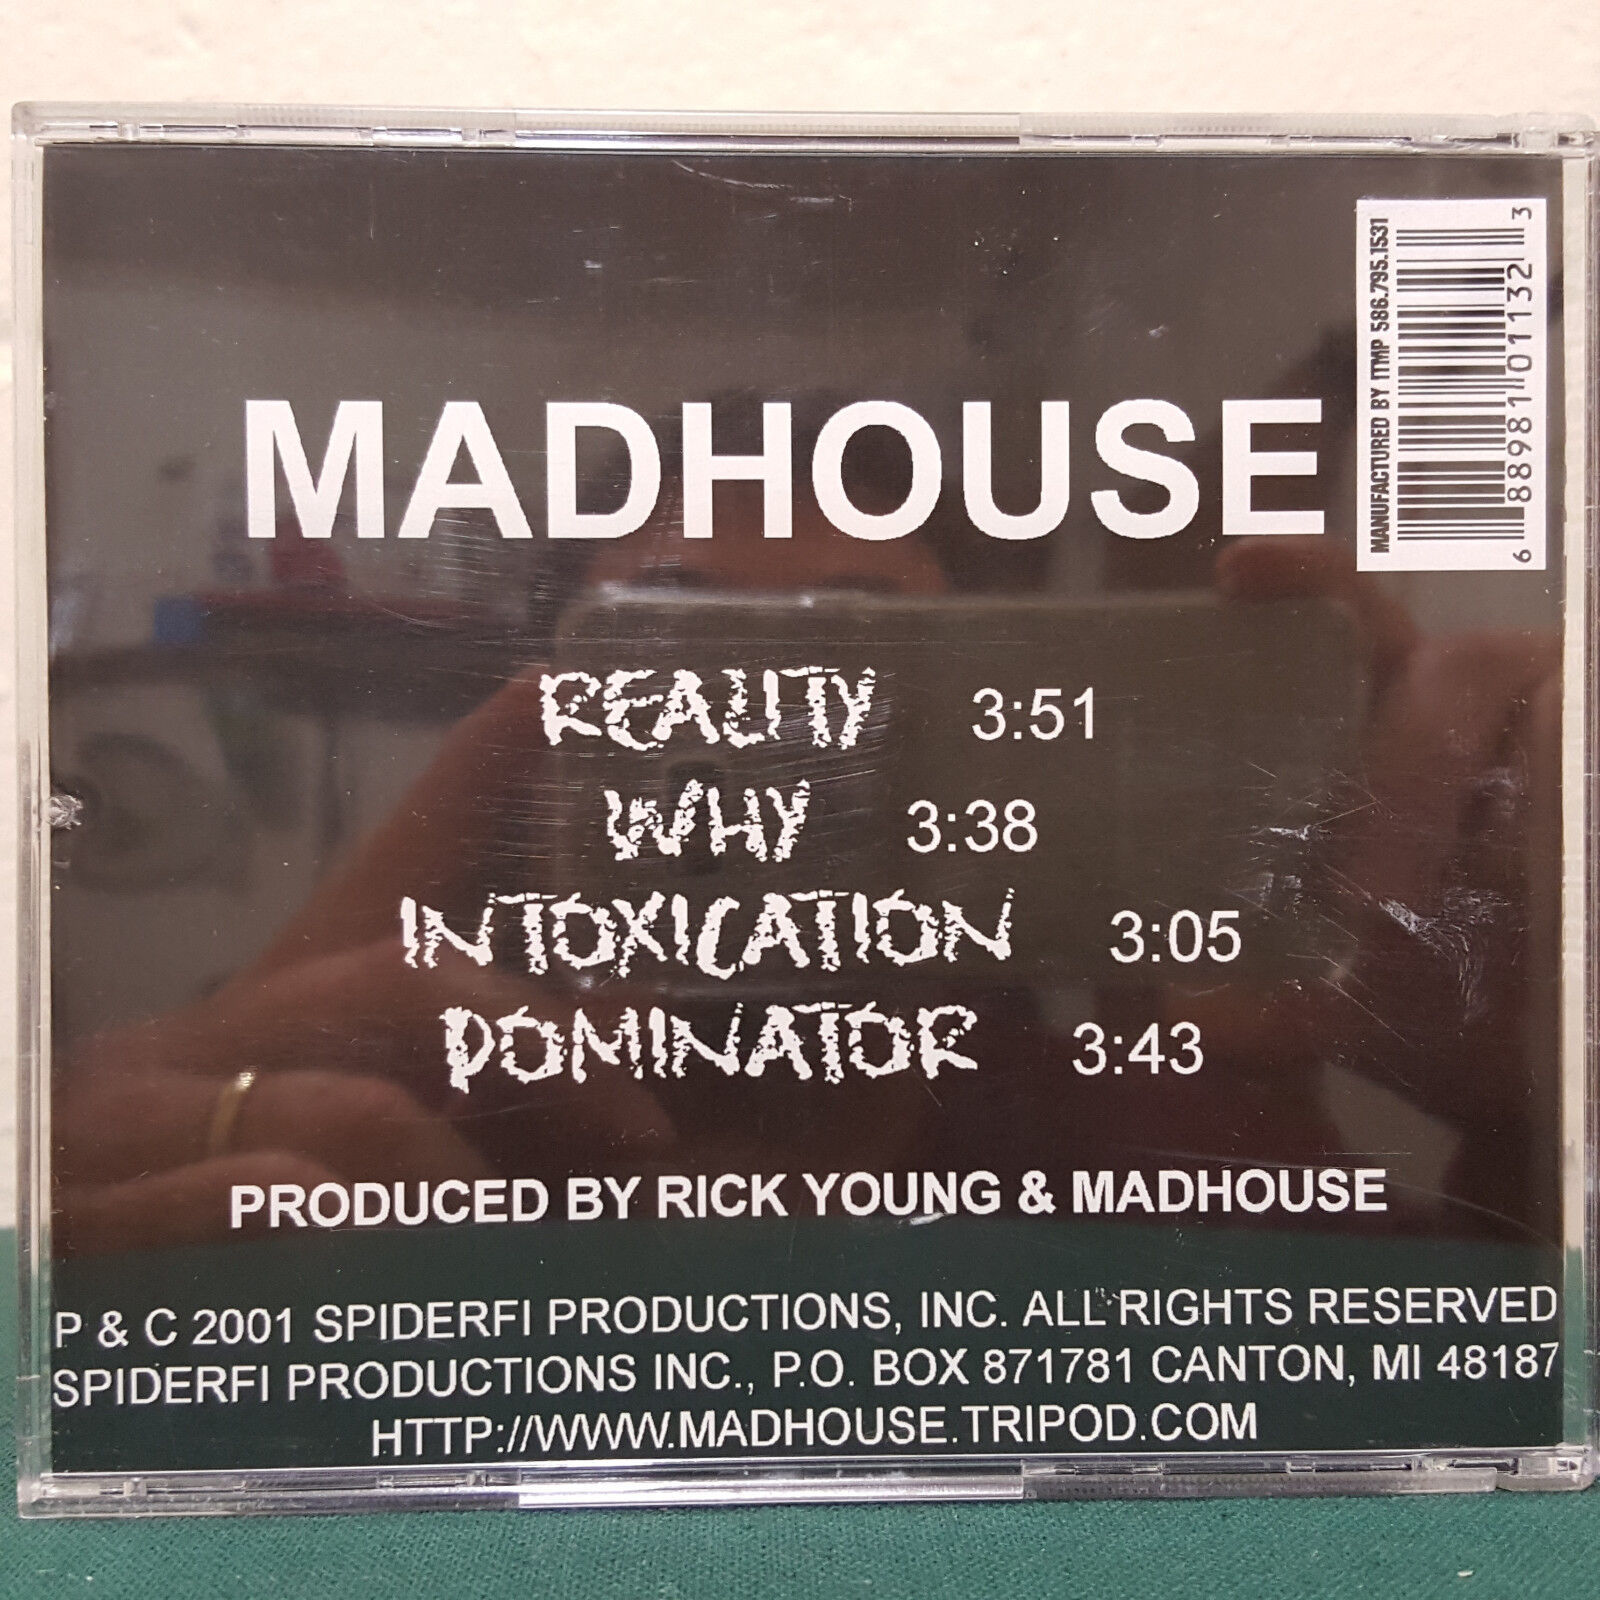 MANUFACTURED BY ITMP 586.795.1531
6 88981 01132 3
MADHOUSE
REALITY 3:51
WHY 3:38
INTOXICATION 3:05
DOMINATOR 3:43
PRODUCED BY RICK YOUNG & MADHOUSE
P & C 2001 SPIDERFI PRODUCTIONS, INC. ALL RIGHTS RESERVED
SPIDERFI PRODUCTIONS INC., P.O. BOX 871781 CANTON, MI 48187
HTTP://WWW.MADHOUSE.TRIPOD.COM